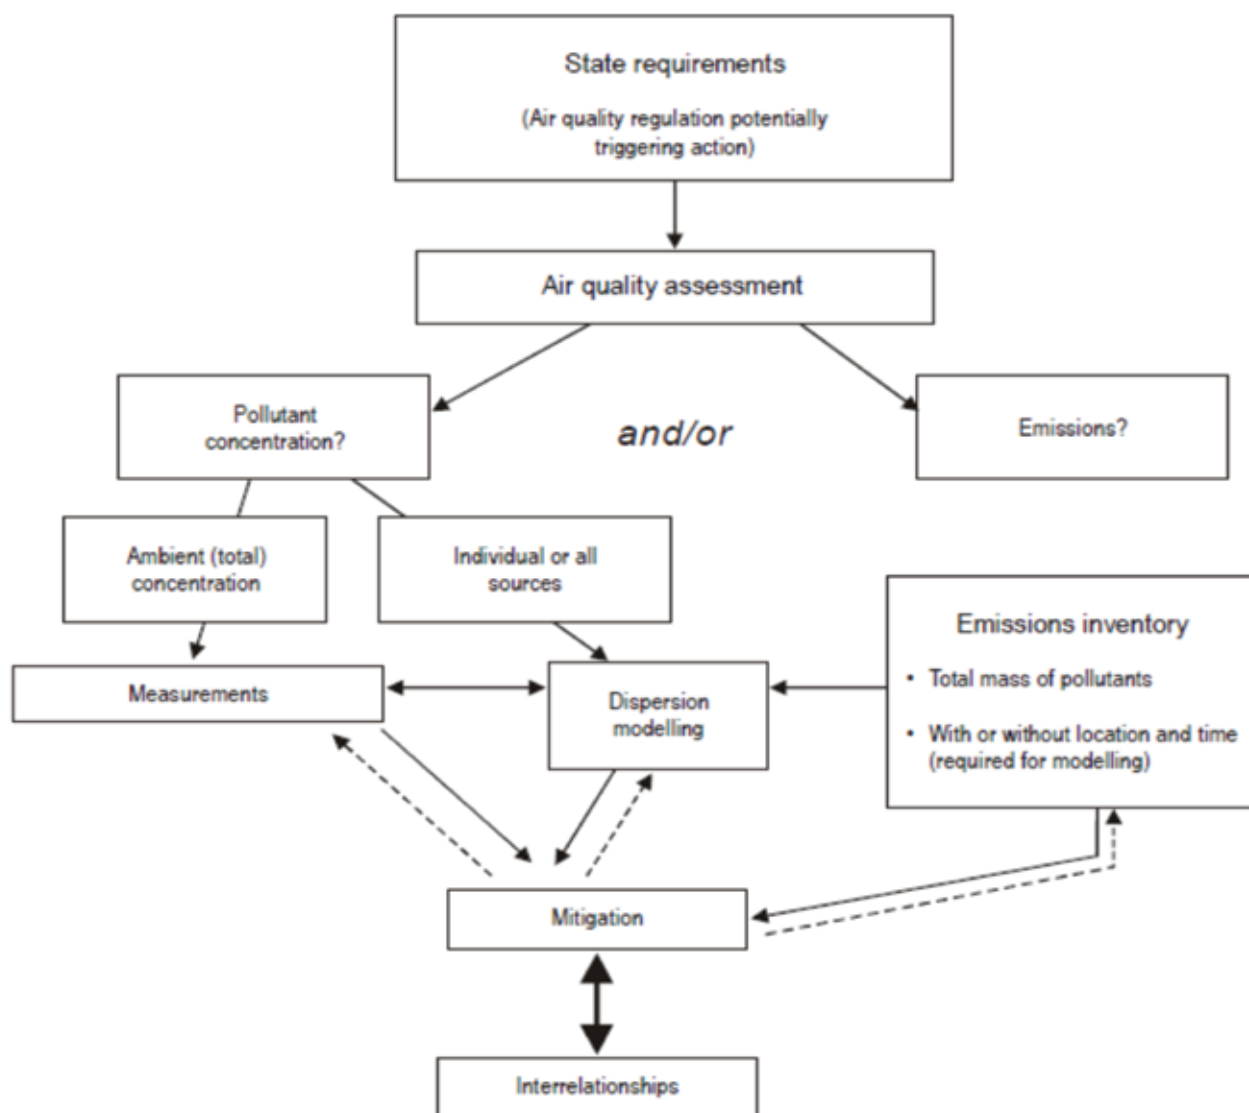 State requirements
(Air quality regulation potentially
triggering action)
Air quality assessment
Pollutant
concentration?
and/or
Emissions?
Ambient (total)
concentration
Individual or all
sources
Emissions inventory
• Total mass of pollutants
• With or without location and time
(required for modelling)
Measurements
Dispersion
modelling
Mitigation
Interrelationships